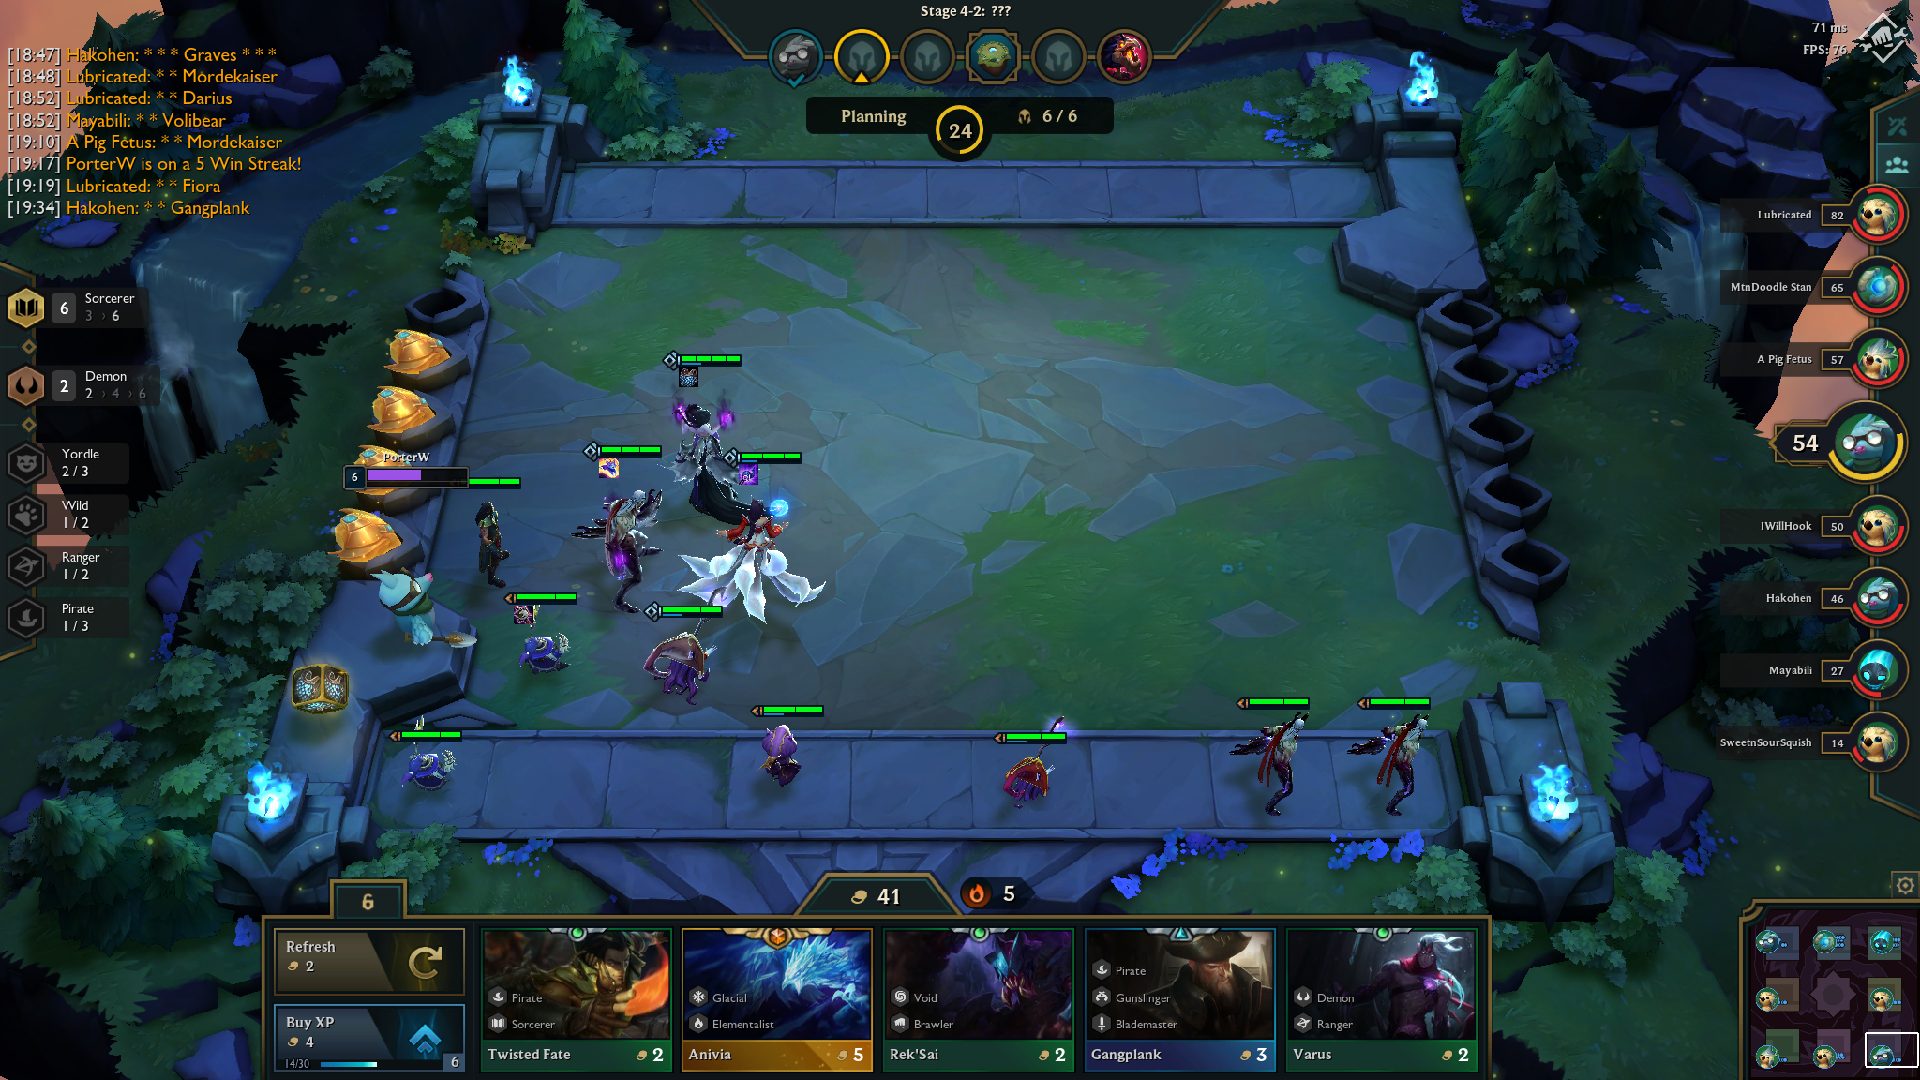 Stage 4-2: ???
71 ms
FPS: 76
[18:47] Hakohen: * * * Graves * * *
[18:48] Lubricated: * * Mordekaiser
[18:52] Lubricated: * * Darius
[18:52] Mayabili: * * Volibear
[19:10] A Pig Fetus: * * Mordekaiser
[19:17] PorterW is on a 5 Win Streak!
[19:19] Lubricated: * * Fiora
[19:34] Hakohen: * * Gangplank
Planning
24
6 / 6
6 Sorcerer
3 › 6
2 Demon
2 › 4 › 6
Yordle
2 / 3
Wild
1 / 2
Ranger
1 / 2
Pirate
1 / 3
PorterW
6
Lubricated 82
MtnDoodle Stan 65
A Pig Fetus 57
54
IWillHook 50
Hakohen 46
Mayabili 27
SweetnSourSquish 14
6
41
5
Refresh
2
Buy XP
4
14/30
6
Pirate
Sorcerer
Twisted Fate 2
Glacial
Elementalist
Anivia 5
Void
Brawler
Rek'Sai 2
Pirate
Gunslinger
Blademaster
Gangplank 3
Demon
Ranger
Varus 2